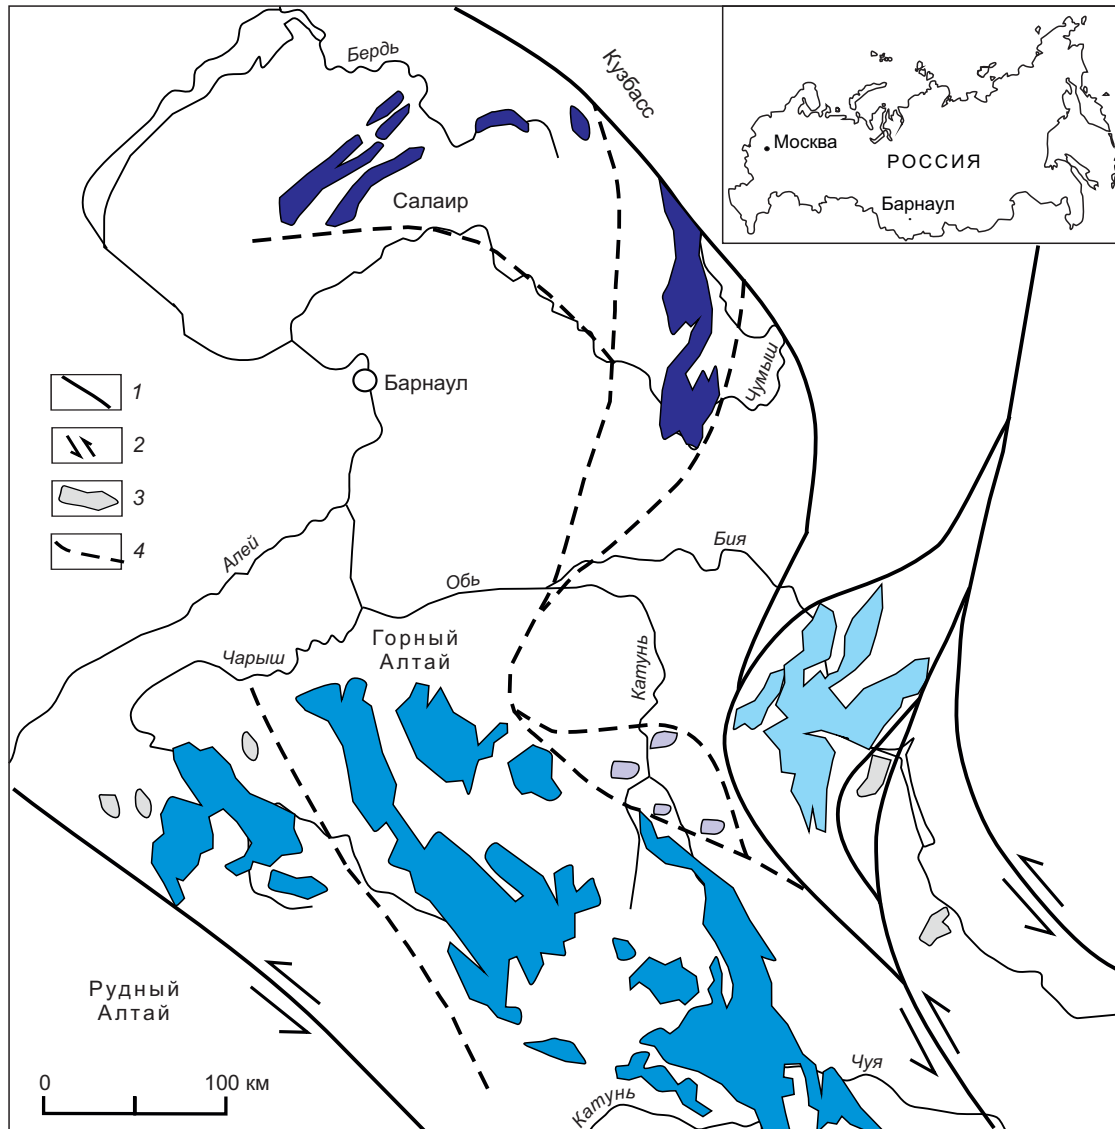 Бердь
Кузбасс
Москва
РОССИЯ
Барнаул
Салаир
Чумыш
Барнаул
1
2
3
4
Алей
Обь
Бия
Чарыш
Горный
Алтай
Катунь
Рудный
Алтай
0
100 км
Чуя
Катунь